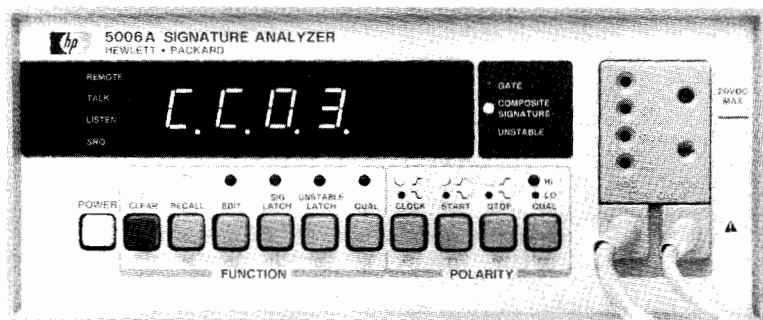 hp
5006A SIGNATURE ANALYZER
HEWLETT • PACKARD
REMOTE
TALK
LISTEN
SRQ
C.C.0.3.
GATE
COMPOSITE
SIGNATURE
UNSTABLE
20VDC
MAX
HI
LO
POWER
CLEAR
RECALL
EDIT
SIG
LATCH
UNSTABLE
LATCH
QUAL
CLOCK
START
STOP
QUAL
FUNCTION
POLARITY